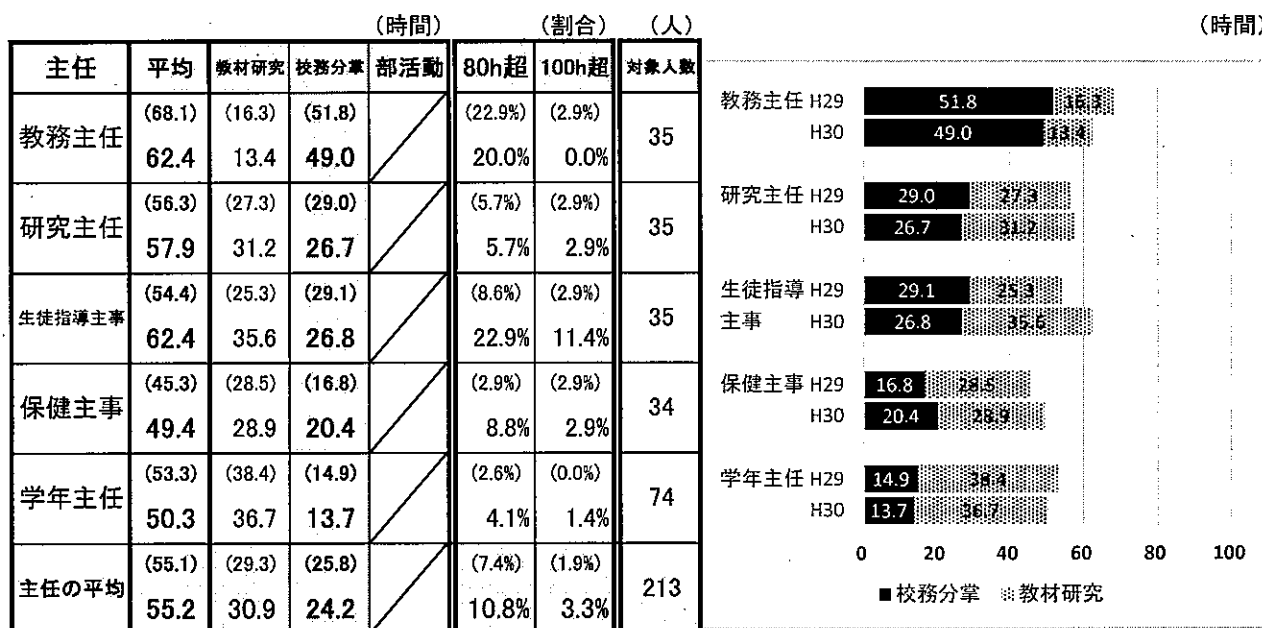 (時間) (割合) (人)
主任 平均 教材研究 校務分掌 部活動 80h超 100h超 対象人数
教務主任 (68.1) (16.3) (51.8) (22.9%) (2.9%) 35
62.4 13.4 49.0 20.0% 0.0%
研究主任 (56.3) (27.3) (29.0) (5.7%) (2.9%) 35
57.9 31.2 26.7 5.7% 2.9%
生徒指導主事 (54.4) (25.3) (29.1) (8.6%) (2.9%) 35
62.4 35.6 26.8 22.9% 11.4%
保健主事 (45.3) (28.5) (16.8) (2.9%) (2.9%) 34
49.4 28.9 20.4 8.8% 2.9%
学年主任 (53.3) (38.4) (14.9) (2.6%) (0.0%) 74
50.3 36.7 13.7 4.1% 1.4%
主任の平均 (55.1) (29.3) (25.8) (7.4%) (1.9%) 213
55.2 30.9 24.2 10.8% 3.3%
(時間)
教務主任 H29 51.8 16.3
H30 49.0 13.4
研究主任 H29 29.0 27.3
H30 26.7 31.2
生徒指導 H29 29.1 25.3
主事 H30 26.8 35.6
保健主事 H29 16.8 28.5
H30 20.4 28.9
学年主任 H29 14.9 38.4
H30 13.7 36.7
0 20 40 60 80 100
■校務分掌 教材研究